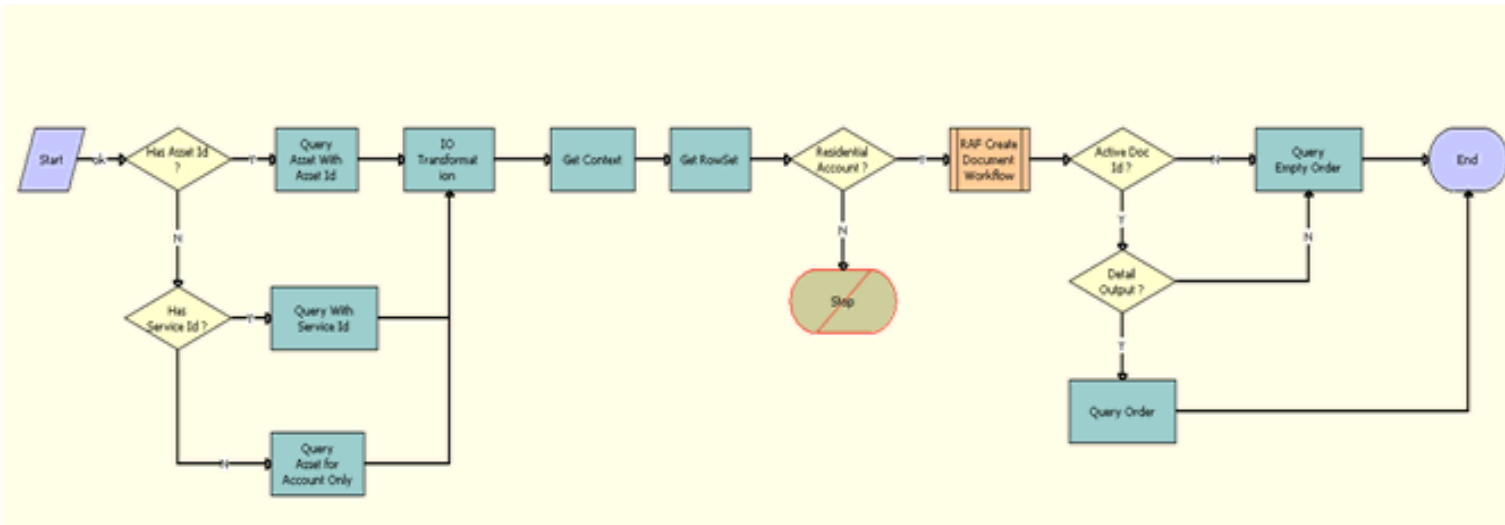 Start
ok
Has Asset Id
?
Y
Query
Asset With
Asset Id
IO
Transformat
ion
Get Context
Get RowSet
Residential
Account ?
Y
RAF Create
Document
Workflow
Active Doc
Id ?
N
Query
Empty Order
End
N
N
Y
N
Stop
Detail
Output ?
Has
Service Id ?
Y
Query With
Service Id
Y
Query Order
N
Query
Asset for
Account Only